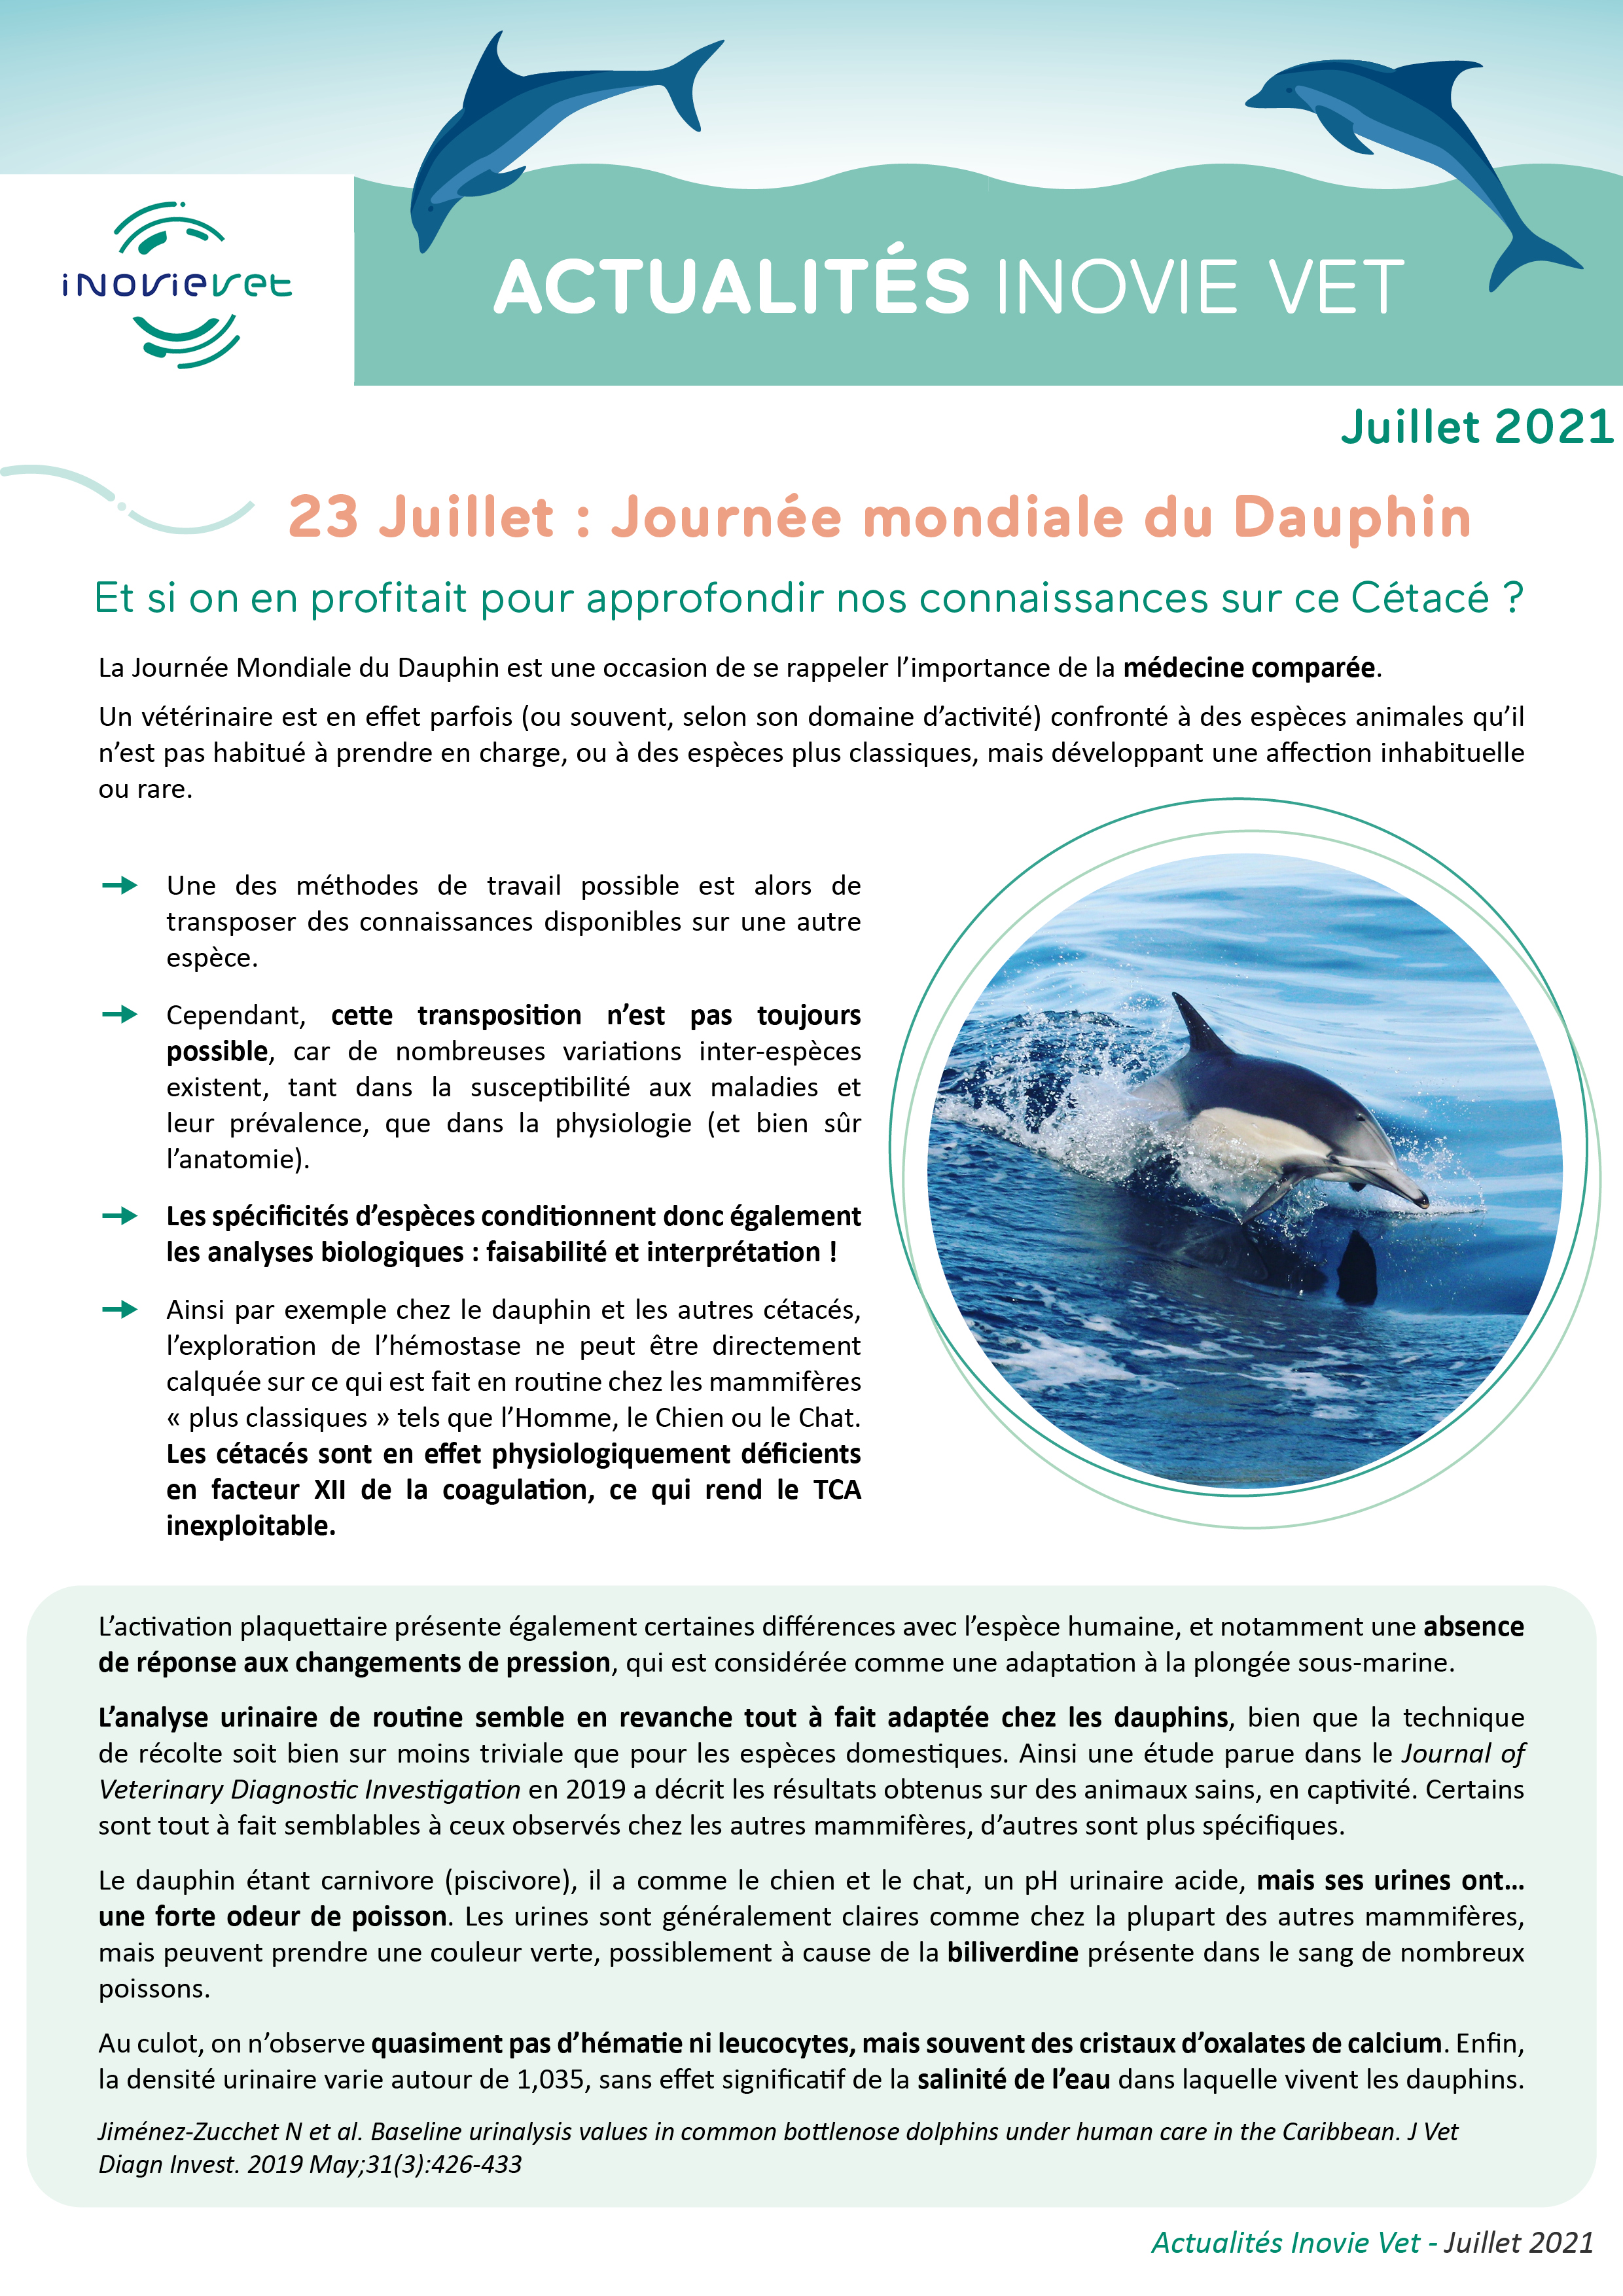 iNovievet
ACTUALITÉS INOVIE VET
Juillet 2021
23 Juillet : Journée mondiale du Dauphin
Et si on en profitait pour approfondir nos connaissances sur ce Cétacé ?
La Journée Mondiale du Dauphin est une occasion de se rappeler l’importance de la médecine comparée.
Un vétérinaire est en effet parfois (ou souvent, selon son domaine d’activité) confronté à des espèces animales qu’il
n’est pas habitué à prendre en charge, ou à des espèces plus classiques, mais développant une affection inhabituelle
ou rare.
Une des méthodes de travail possible est alors de
transposer des connaissances disponibles sur une autre
espèce.
Cependant, cette transposition n’est pas toujours
possible, car de nombreuses variations inter-espèces
existent, tant dans la susceptibilité aux maladies et
leur prévalence, que dans la physiologie (et bien sûr
l’anatomie).
Les spécificités d’espèces conditionnent donc également
les analyses biologiques : faisabilité et interprétation !
Ainsi par exemple chez le dauphin et les autres cétacés,
l’exploration de l’hémostase ne peut être directement
calquée sur ce qui est fait en routine chez les mammifères
« plus classiques » tels que l’Homme, le Chien ou le Chat.
Les cétacés sont en effet physiologiquement déficients
en facteur XII de la coagulation, ce qui rend le TCA
inexploitable.
L’activation plaquettaire présente également certaines différences avec l’espèce humaine, et notamment une absence
de réponse aux changements de pression, qui est considérée comme une adaptation à la plongée sous-marine.
L’analyse urinaire de routine semble en revanche tout à fait adaptée chez les dauphins, bien que la technique
de récolte soit bien sur moins triviale que pour les espèces domestiques. Ainsi une étude parue dans le Journal of
Veterinary Diagnostic Investigation en 2019 a décrit les résultats obtenus sur des animaux sains, en captivité. Certains
sont tout à fait semblables à ceux observés chez les autres mammifères, d’autres sont plus spécifiques.
Le dauphin étant carnivore (piscivore), il a comme le chien et le chat, un pH urinaire acide, mais ses urines ont...
une forte odeur de poisson. Les urines sont généralement claires comme chez la plupart des autres mammifères,
mais peuvent prendre une couleur verte, possiblement à cause de la biliverdine présente dans le sang de nombreux
poissons.
Au culot, on n’observe quasiment pas d’hématie ni leucocytes, mais souvent des cristaux d’oxalates de calcium. Enfin,
la densité urinaire varie autour de 1,035, sans effet significatif de la salinité de l’eau dans laquelle vivent les dauphins.
Jiménez-Zucchet N et al. Baseline urinalysis values in common bottlenose dolphins under human care in the Caribbean. J Vet
Diagn Invest. 2019 May;31(3):426-433
Actualités Inovie Vet - Juillet 2021